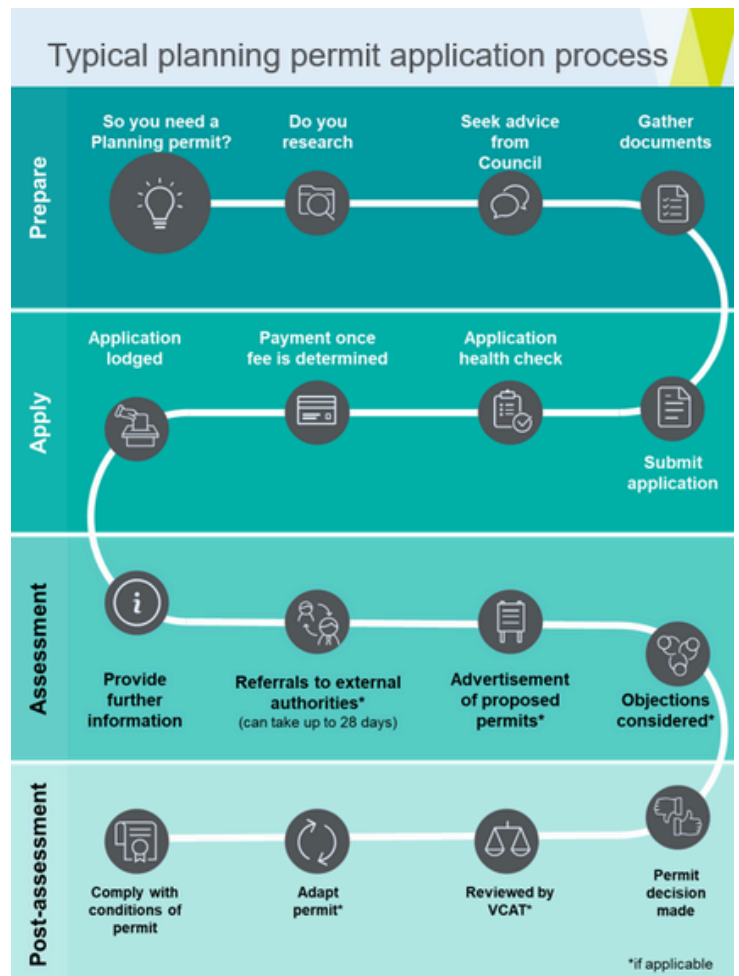 Typical planning permit application process
Prepare
So you need a
Planning permit?
Do you
research
Seek advice
from
Council
Gather
documents
Apply
Application
lodged
Payment once
fee is determined
Application
health check
Submit
application
Assessment
i
Provide
further
information
Referrals to external
authorities*
(can take up to 28 days)
Advertisement
of proposed
permits*
Objections
considered*
Post-assessment
Comply with
conditions of
permit
Adapt
permit*
Reviewed by
VCAT*
Permit
decision
made
*if applicable